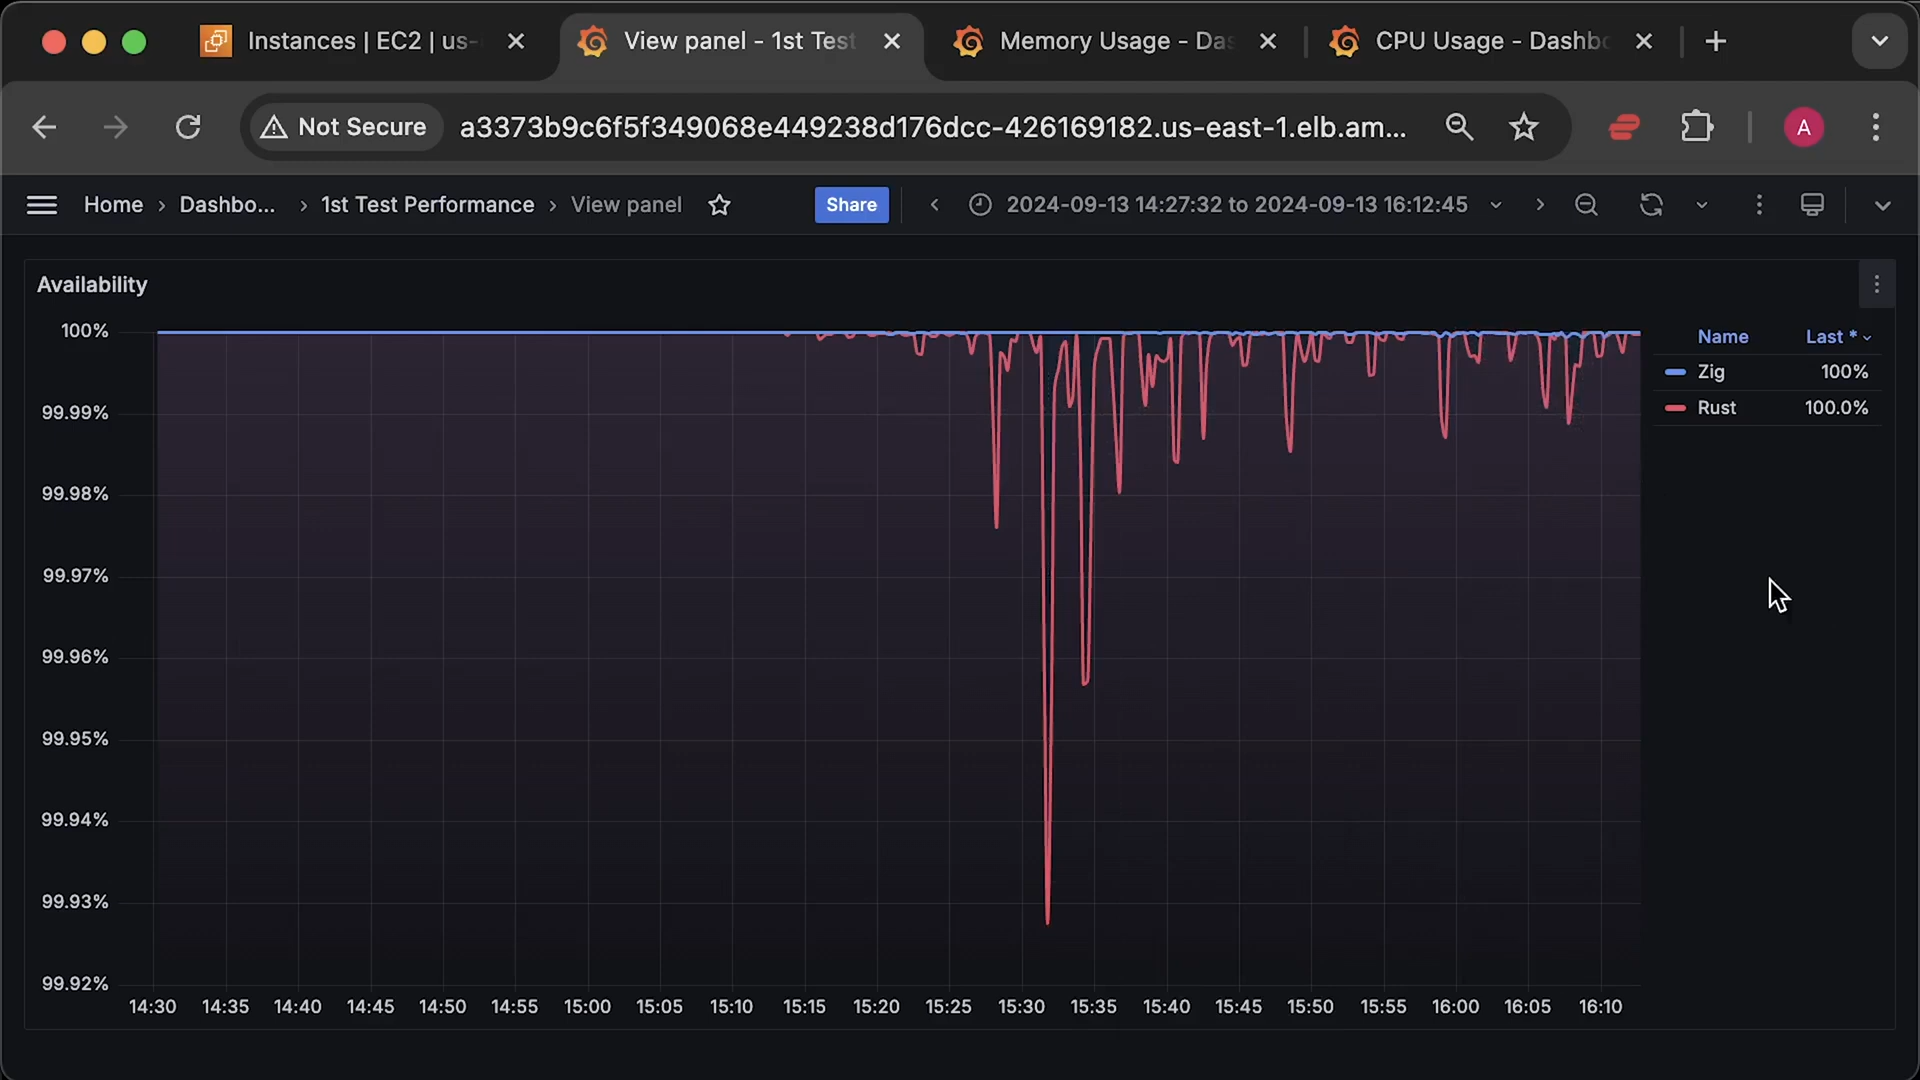 Instances | EC2 | us-
View panel - 1st Test
Memory Usage - Das
CPU Usage - Dashbo
Not Secure
a3373b9c6f5f349068e449238d176dcc-426169182.us-east-1.elb.am...
A
Home › Dashbo... › 1st Test Performance › View panel
Share
2024-09-13 14:27:32 to 2024-09-13 16:12:45
Availability
100%
99.99%
99.98%
99.97%
99.96%
99.95%
99.94%
99.93%
99.92%
14:30 14:35 14:40 14:45 14:50 14:55 15:00 15:05 15:10 15:15 15:20 15:25 15:30 15:35 15:40 15:45 15:50 15:55 16:00 16:05 16:10
Name Last *
Zig 100%
Rust 100.0%